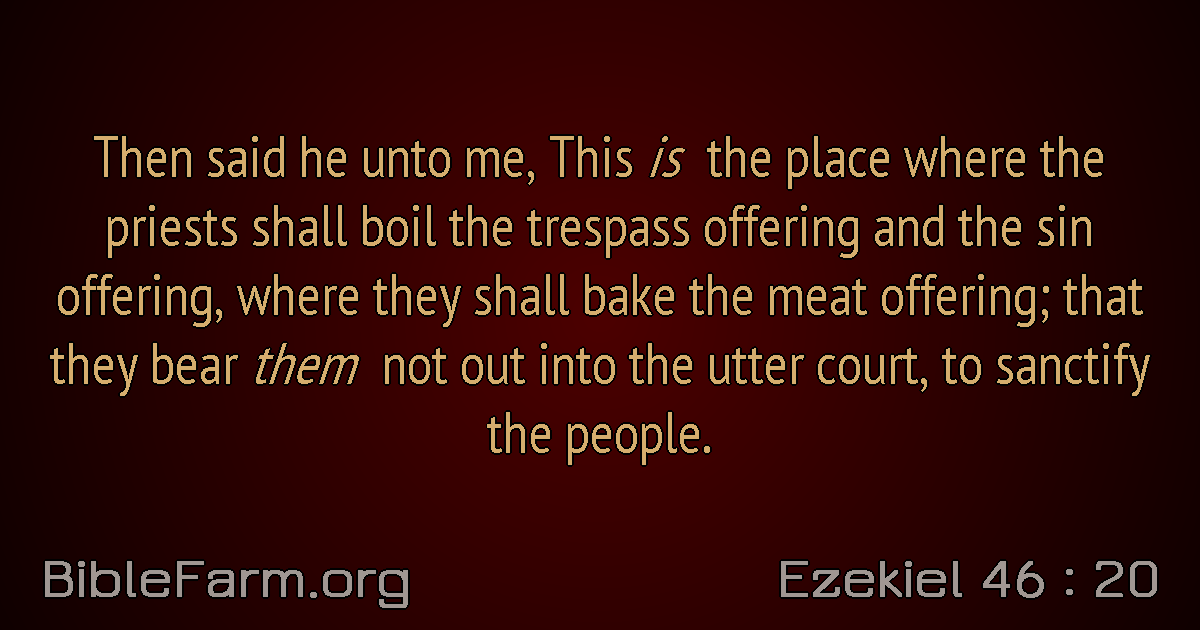 Then said he unto me, This is the place where the
priests shall boil the trespass offering and the sin
offering, where they shall bake the meat offering; that
they bear them not out into the utter court, to sanctify
the people.
BibleFarm.org
Ezekiel 46 : 20